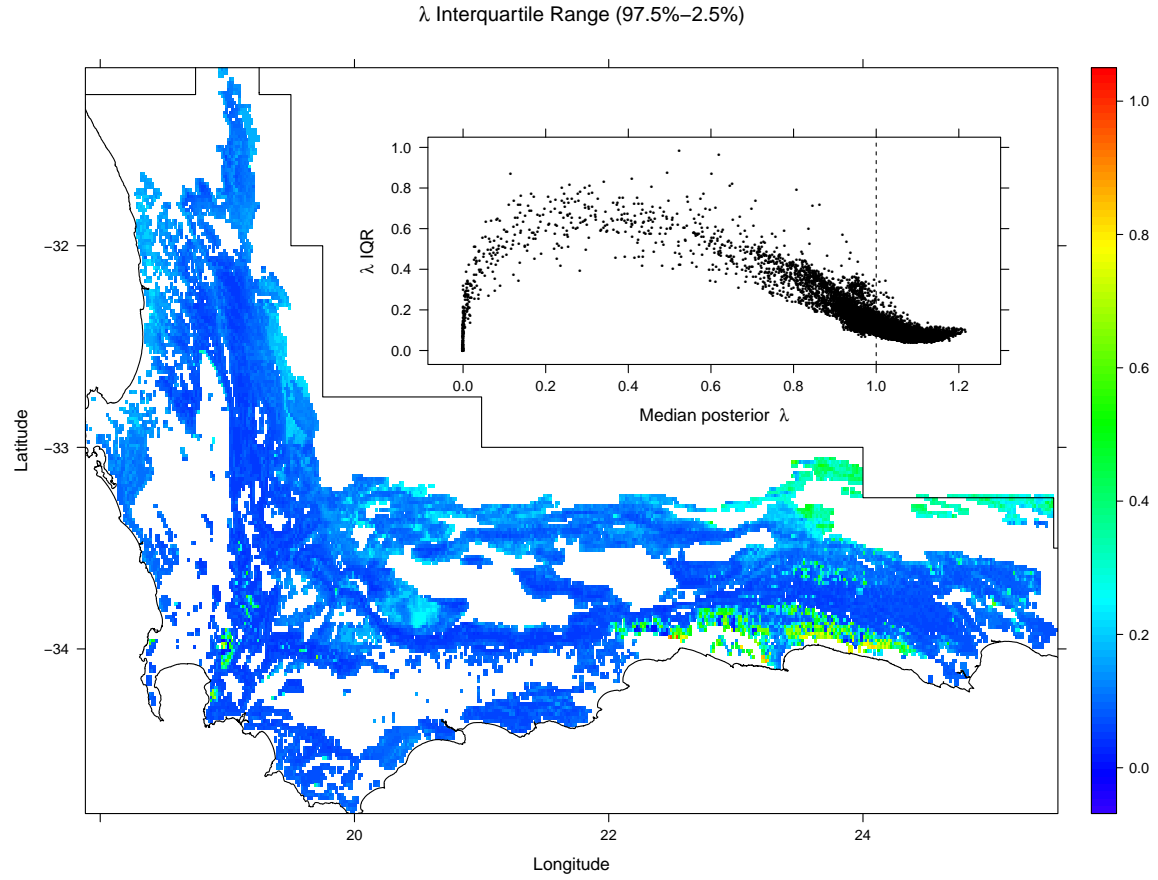 λ Interquartile Range (97.5%−2.5%)
1.0
0.8
0.6
0.4
0.2
0.0
λ IQR
0.0 0.2 0.4 0.6 0.8 1.0 1.2
Median posterior λ
−32
−33
−34
Latitude
20 22 24
Longitude
1.0
0.8
0.6
0.4
0.2
0.0